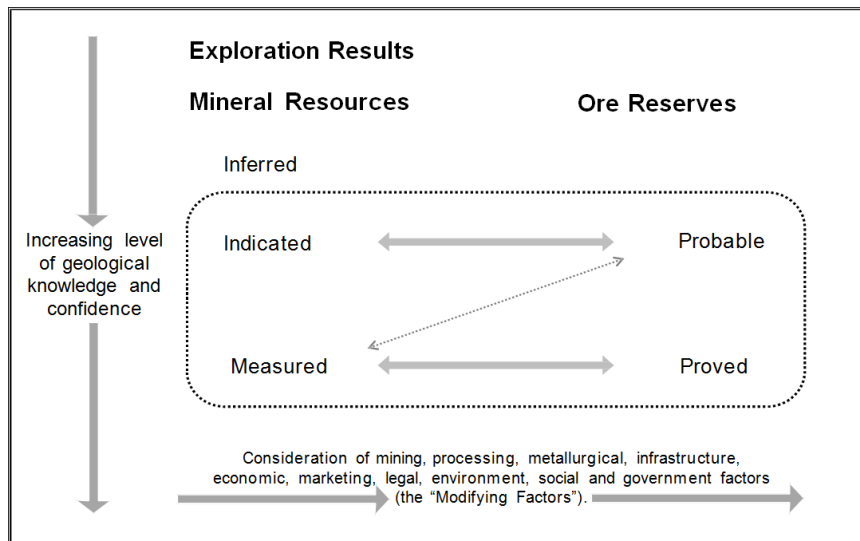 Exploration Results
Mineral Resources
Ore Reserves
Inferred
Increasing level
of geological
knowledge and
confidence
Indicated
Probable
Measured
Proved
Consideration of mining, processing, metallurgical, infrastructure,
economic, marketing, legal, environment, social and government factors
(the “Modifying Factors”).